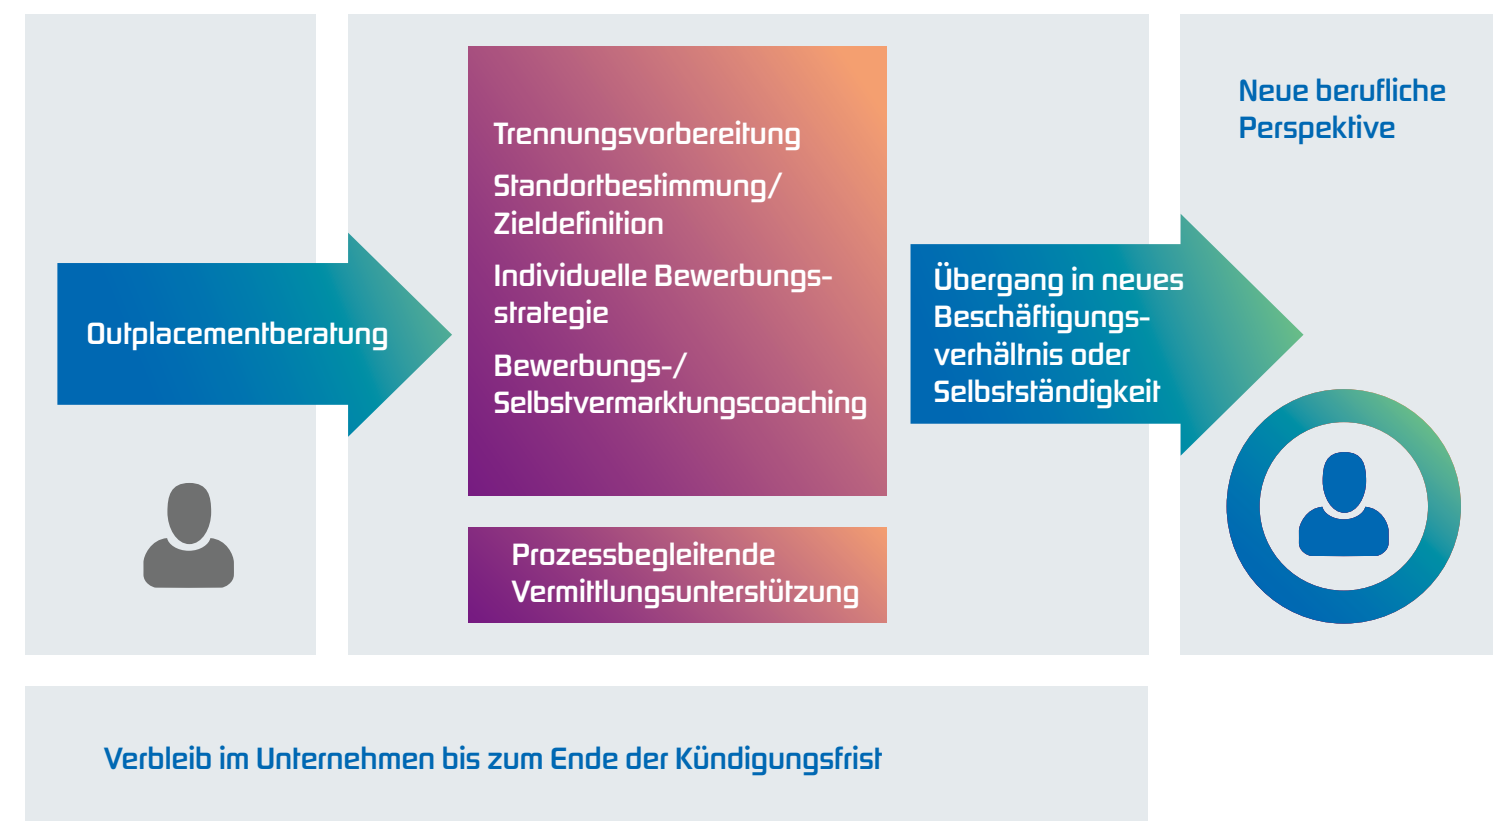 Outplacementberatung
Trennungsvorbereitung
Standortbestimmung/
Zieldefinition
Individuelle Bewerbungs-
strategie
Bewerbungs-/
Selbstvermarktungscoaching
Prozessbegleitende
Vermittlungsunterstützung
Übergang in neues
Beschäftigungs-
verhältnis oder
Selbstständigkeit
Neue berufliche
Perspektive
Verbleib im Unternehmen bis zum Ende der Kündigungsfrist